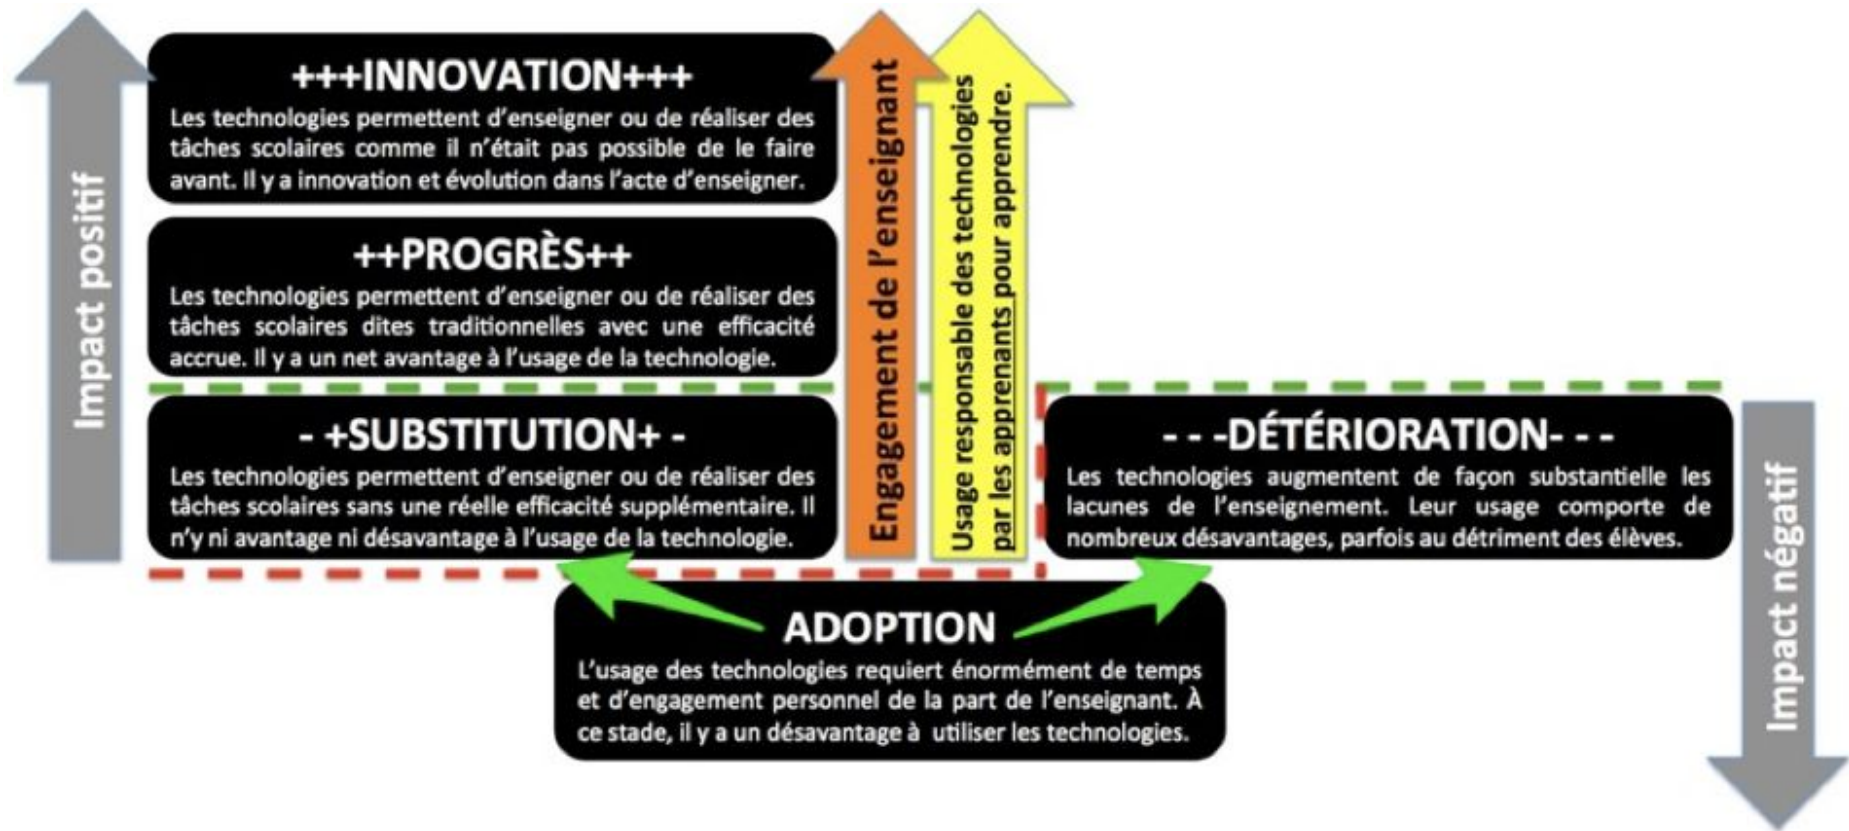 Impact positif
+++INNOVATION+++
Les technologies permettent d'enseigner ou de réaliser des
tâches scolaires comme il n'était pas possible de le faire
avant. Il y a innovation et évolution dans l'acte d'enseigner.
++PROGRÈS++
Les technologies permettent d'enseigner ou de réaliser des
tâches scolaires dites traditionnelles avec une efficacité
accrue. Il y a un net avantage à l'usage de la technologie.
- +SUBSTITUTION+ -
Les technologies permettent d'enseigner ou de réaliser des
tâches scolaires sans une réelle efficacité supplémentaire. Il
n'y ni avantage ni désavantage à l'usage de la technologie.
Engagement de l'enseignant
Usage responsable des technologies
par les apprenants pour apprendre.
- - -DÉTÉRIORATION- - -
Les technologies augmentent de façon substantielle les
lacunes de l'enseignement. Leur usage comporte de
nombreux désavantages, parfois au détriment des élèves.
Impact négatif
ADOPTION
L'usage des technologies requiert énormément de temps
et d'engagement personnel de la part de l'enseignant. À
ce stade, il y a un désavantage à utiliser les technologies.